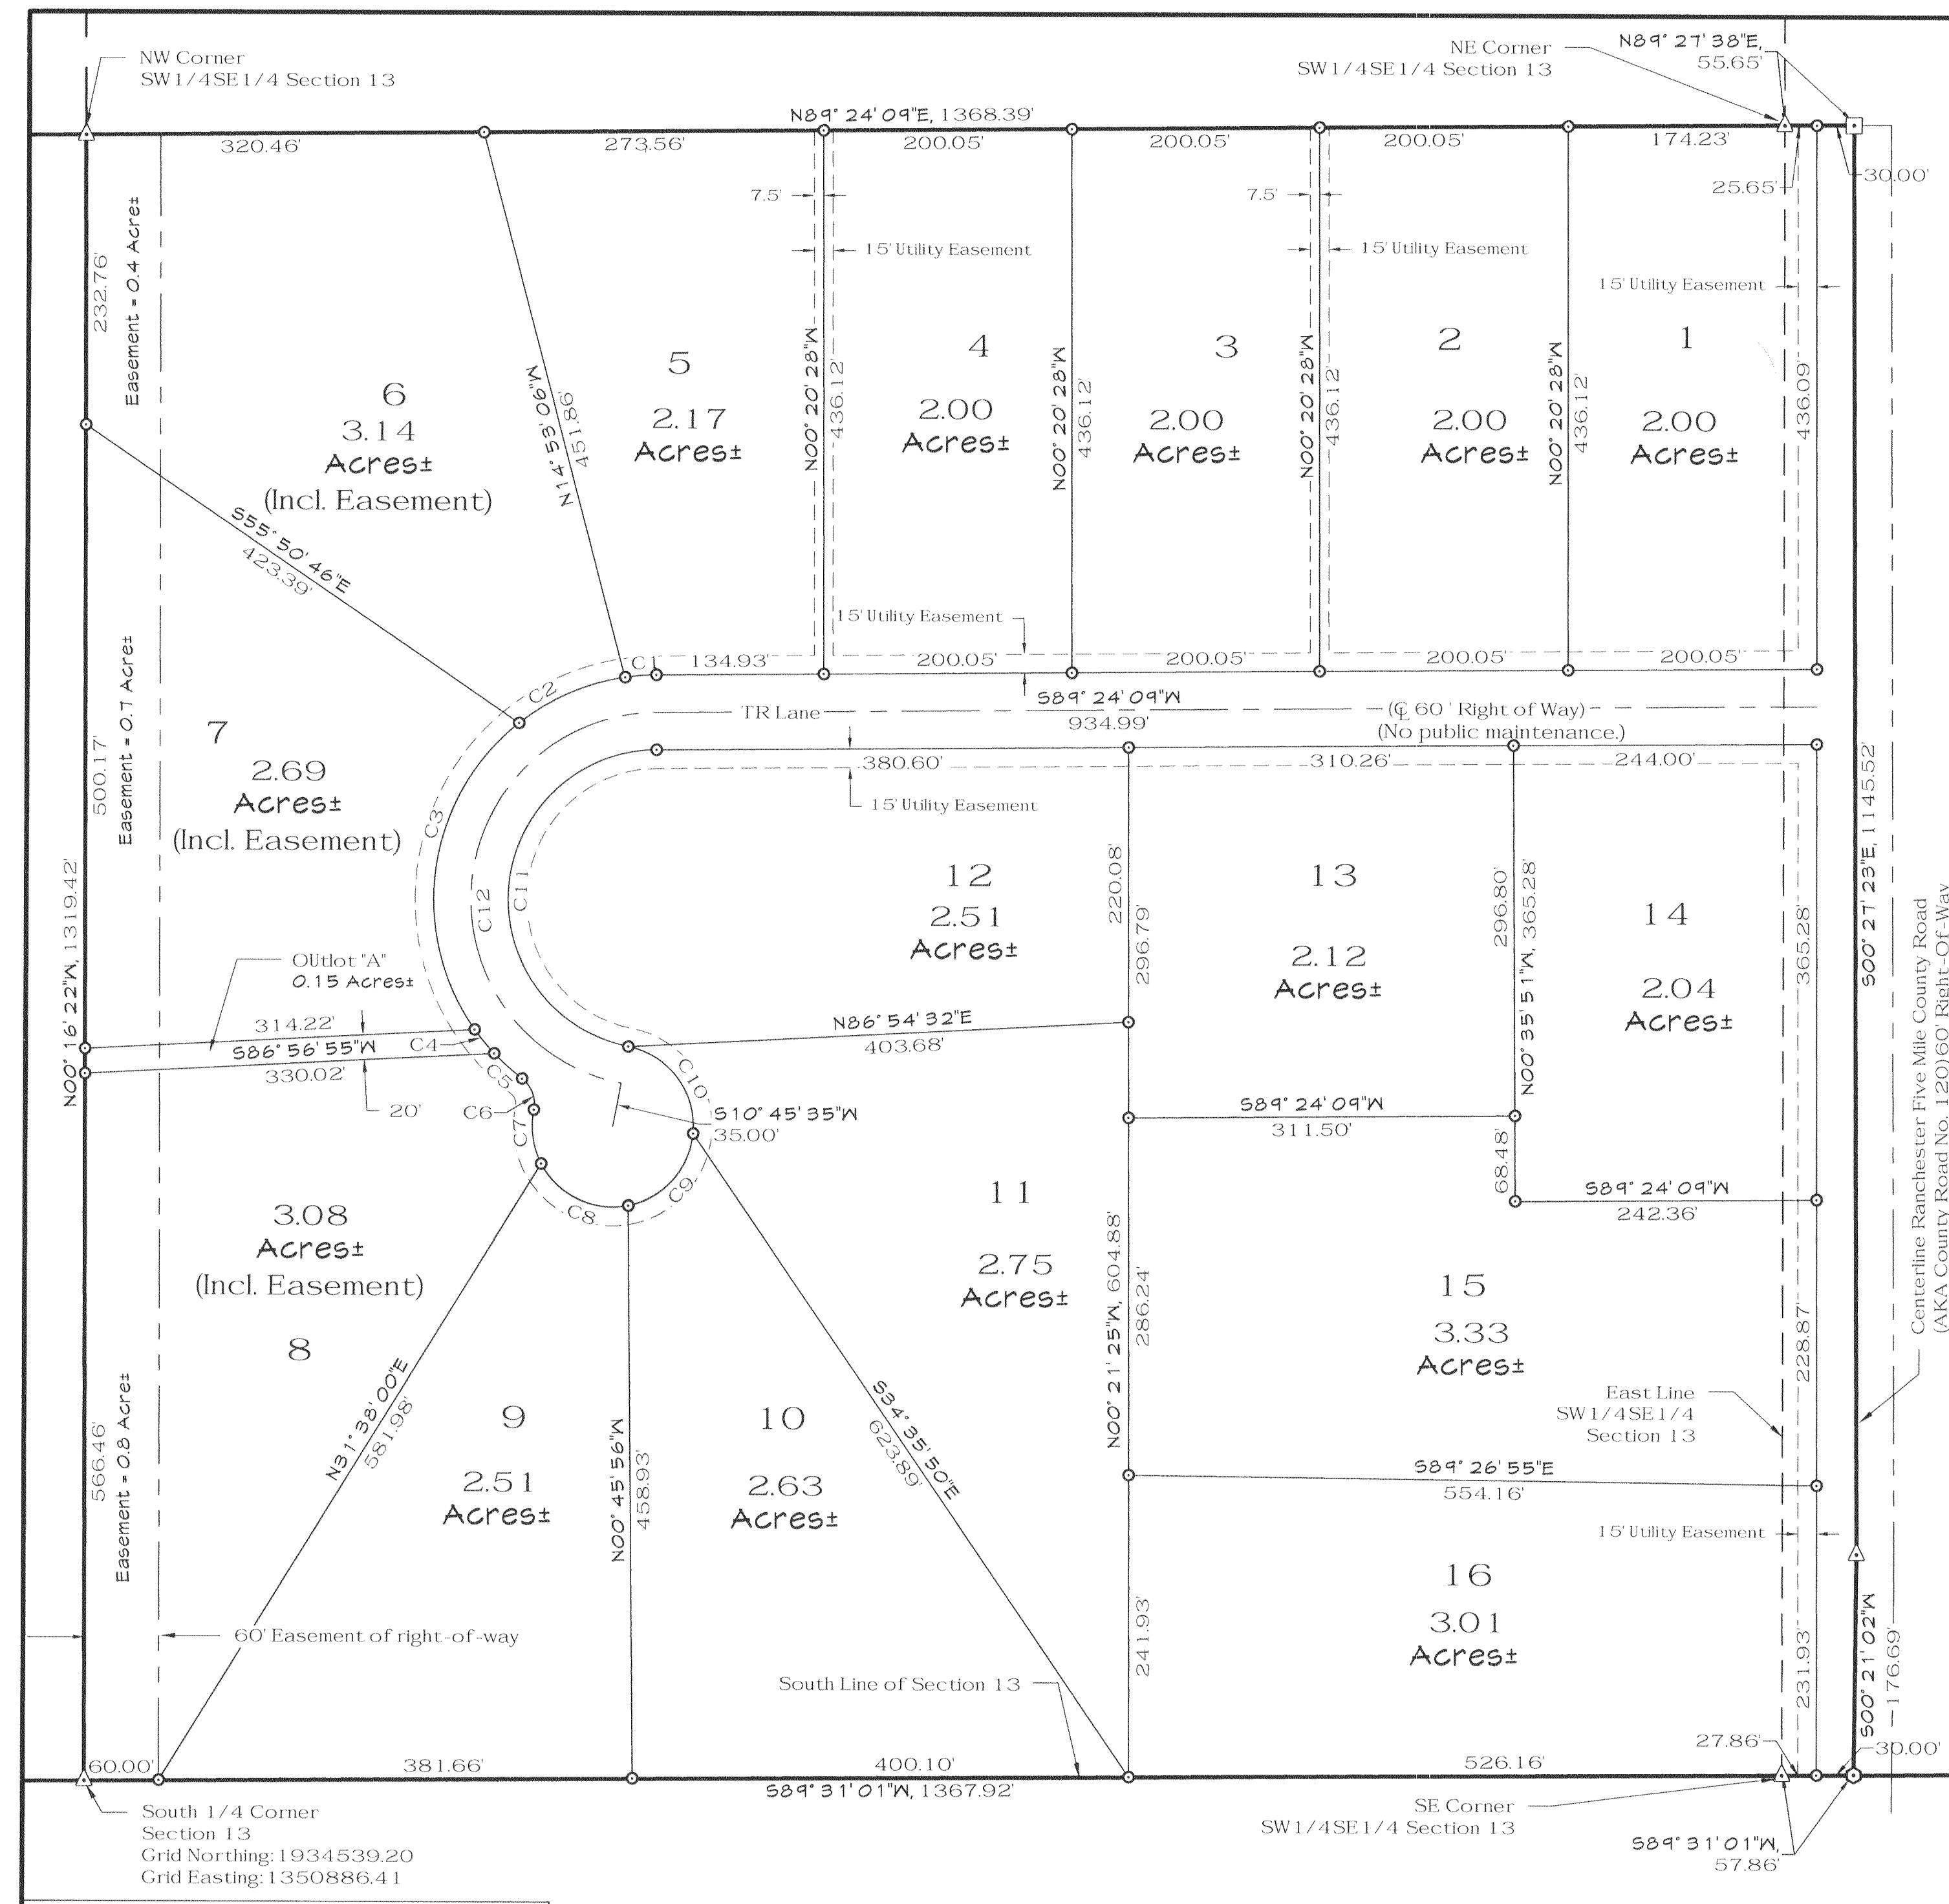 NW Corner
SW1/4SE1/4 Section 13
NE Corner
SW1/4SE1/4 Section 13
N89° 27' 38"E,
55.65'
N89° 24' 09"E, 1368.39'
320.46'
273.56'
200.05'
200.05'
200.05'
174.23'
25.65'
30.00'
7.5'
7.5'
15' Utility Easement
15' Utility Easement
15' Utility Easement
232.76'
Easement = 0.4 Acre±
6
3.14
Acres±
(Incl. Easement)
N14° 53' 06"W
451.86'
5
2.17
Acres±
N00° 20' 28"W
436.12'
4
2.00
Acres±
N00° 20' 28"W
436.12'
3
2.00
Acres±
N00° 20' 28"W
436.12'
2
2.00
Acres±
N00° 20' 28"W
436.12'
1
2.00
Acres±
436.09'
S55° 50' 46"E
423.39'
15' Utility Easement
C1
134.93'
200.05'
200.05'
200.05'
200.05'
C2
S89° 24' 09"W
934.99'
TR Lane
(℄ 60 ' Right of Way)
(No public maintenance.)
380.60'
310.26'
244.00'
15' Utility Easement
500.17'
Easement = 0.7 Acre±
7
2.69
Acres±
(Incl. Easement)
C3
C12
C11
N00° 16' 22"W, 1319.42'
12
2.51
Acres±
220.08'
296.79'
13
2.12
Acres±
296.80'
N00° 35' 51"W, 365.28'
14
2.04
Acres±
365.28'
S00° 27' 23"E, 1145.52'
Centerline Ranchester Five Mile County Road
(AKA County Road No. 120) 60' Right-Of-Way
OUtlot "A"
0.15 Acres±
314.22'
S86° 56' 55"W
330.02'
20'
C4
C5
C6
C7
N86° 54' 32"E
403.68'
C10
S10° 45' 35"W
35.00'
C9
C8
S89° 24' 09"W
311.50'
68.48'
S89° 24' 09"W
242.36'
3.08
Acres±
(Incl. Easement)
8
11
2.75
Acres±
N00° 21' 25"W, 604.88'
286.24'
15
3.33
Acres±
228.87'
East Line
SW1/4SE1/4
Section 13
566.46'
Easement = 0.8 Acre±
N31° 38' 00"E
581.98'
9
2.51
Acres±
N00° 45' 56"W
458.93'
10
2.63
Acres±
S34° 35' 50"E
623.89'
S89° 26' 55"E
554.16'
15' Utility Easement
16
3.01
Acres±
241.93'
231.93'
S00° 21' 02"W
176.69'
60' Easement of right-of-way
South Line of Section 13
60.00'
381.66'
400.10'
526.16'
27.86'
30.00'
S89° 31' 01"W, 1367.92'
South 1/4 Corner
Section 13
Grid Northing: 1934539.20
Grid Easting: 1350886.41
SE Corner
SW1/4SE1/4 Section 13
S89° 31' 01"W,
57.86'